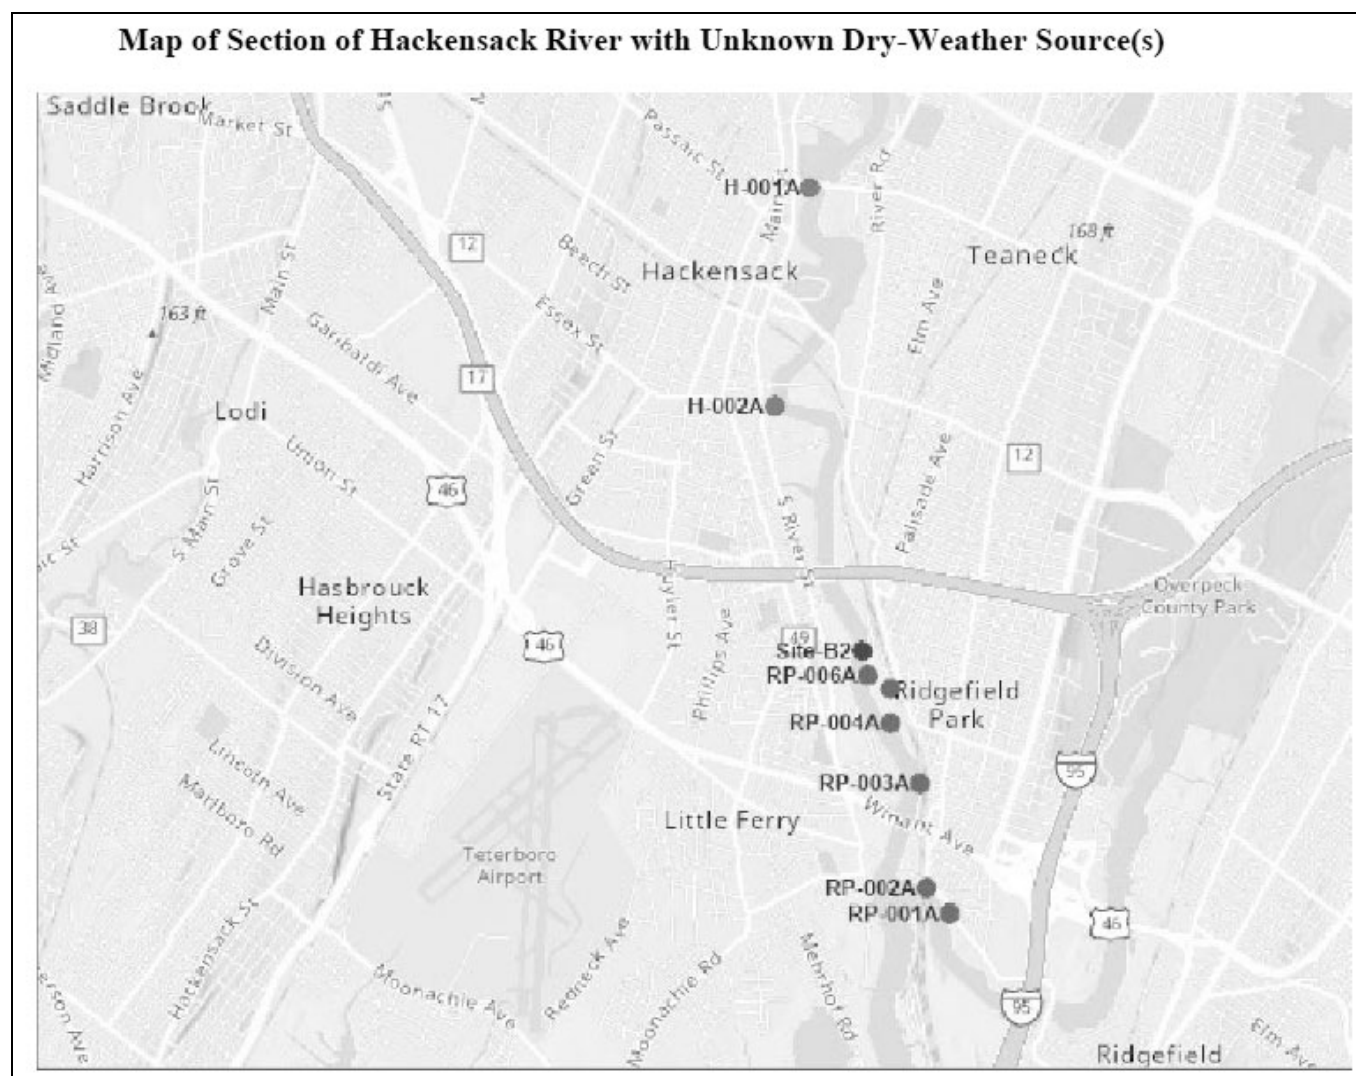 Map of Section of Hackensack River with Unknown Dry-Weather Source(s)
Saddle Brook
Market St
Passaic St
River Rd
H-001A
Main St
168 ft
Teaneck
12
Beech St
Hackensack
Main St
Midland Ave
163 ft
Essex St
Elm Ave
Garibaldi Ave
17
Harrison Ave
Lodi
H-002A
Union St
Green St
12
46
Palisade Ave
S Main St
Grove St
S River St
Hasbrouck
Heights
Huyler St
Overpeck
County Park
38
46
Phillips Ave
49
Site-B2
RP-006A
Division Ave
Ridgefield
Park
RP-004A
State RT 17
Lincoln Ave
95
RP-003A
Marlboro Rd
Little Ferry
Winant Ave
Teterboro
Airport
RP-002A
RP-001A
46
Hackensack St
Redneck Ave
Moonachie Rd
Mehrhof Rd
Moonachie Ave
95
Ridgefield
Elm Ave